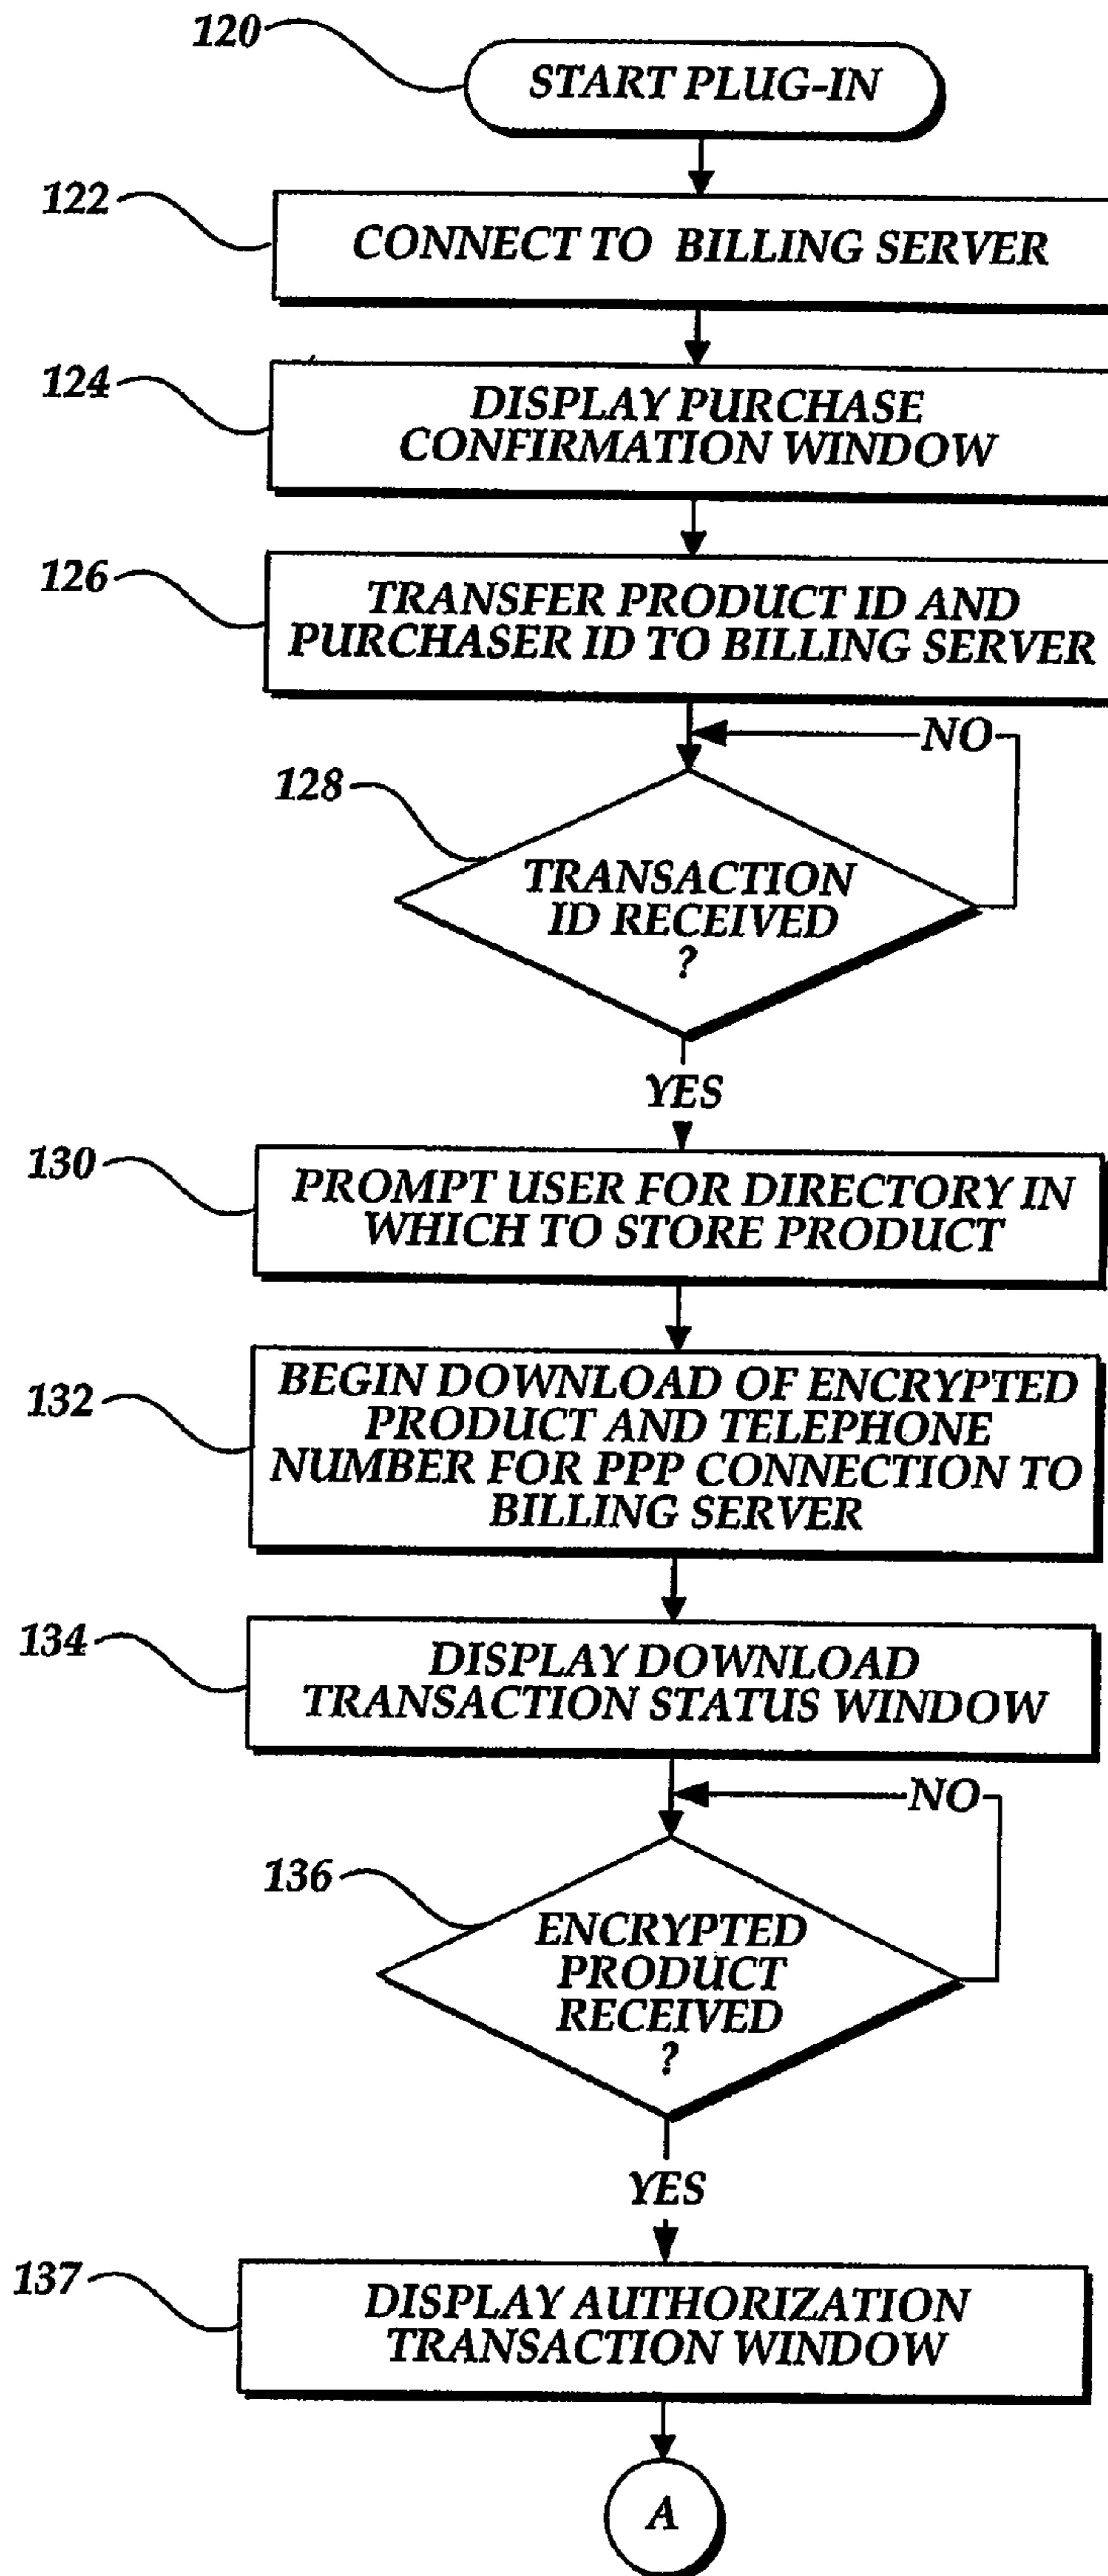 120
START PLUG-IN
122
CONNECT TO BILLING SERVER
124
DISPLAY PURCHASE
CONFIRMATION WINDOW
126
TRANSFER PRODUCT ID AND
PURCHASER ID TO BILLING SERVER
NO
128
TRANSACTION
ID RECEIVED
?
YES
130
PROMPT USER FOR DIRECTORY IN
WHICH TO STORE PRODUCT
132
BEGIN DOWNLOAD OF ENCRYPTED
PRODUCT AND TELEPHONE
NUMBER FOR PPP CONNECTION TO
BILLING SERVER
134
DISPLAY DOWNLOAD
TRANSACTION STATUS WINDOW
NO
136
ENCRYPTED
PRODUCT
RECEIVED
?
YES
137
DISPLAY AUTHORIZATION
TRANSACTION WINDOW
A